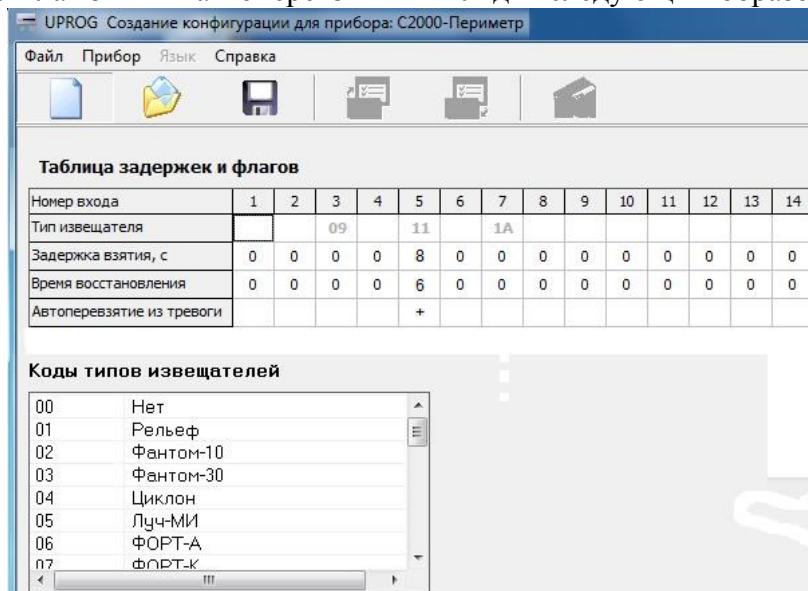 UPROG Создание конфигурации для прибора: С2000-Периметр
Файл Прибор Язык Справка
Таблица задержек и флагов
Номер входа 1 2 3 4 5 6 7 8 9 10 11 12 13 14
Тип извещателя 09 11 1A
Задержка взятия, с 0 0 0 0 8 0 0 0 0 0 0 0 0 0
Время восстановления 0 0 0 0 6 0 0 0 0 0 0 0 0 0
Автоперевзятие из тревоги +
Коды типов извещателей
00 Нет
01 Рельеф
02 Фантом-10
03 Фантом-30
04 Циклон
05 Луч-МИ
06 ФОРТ-А
07 ФОРТ-К